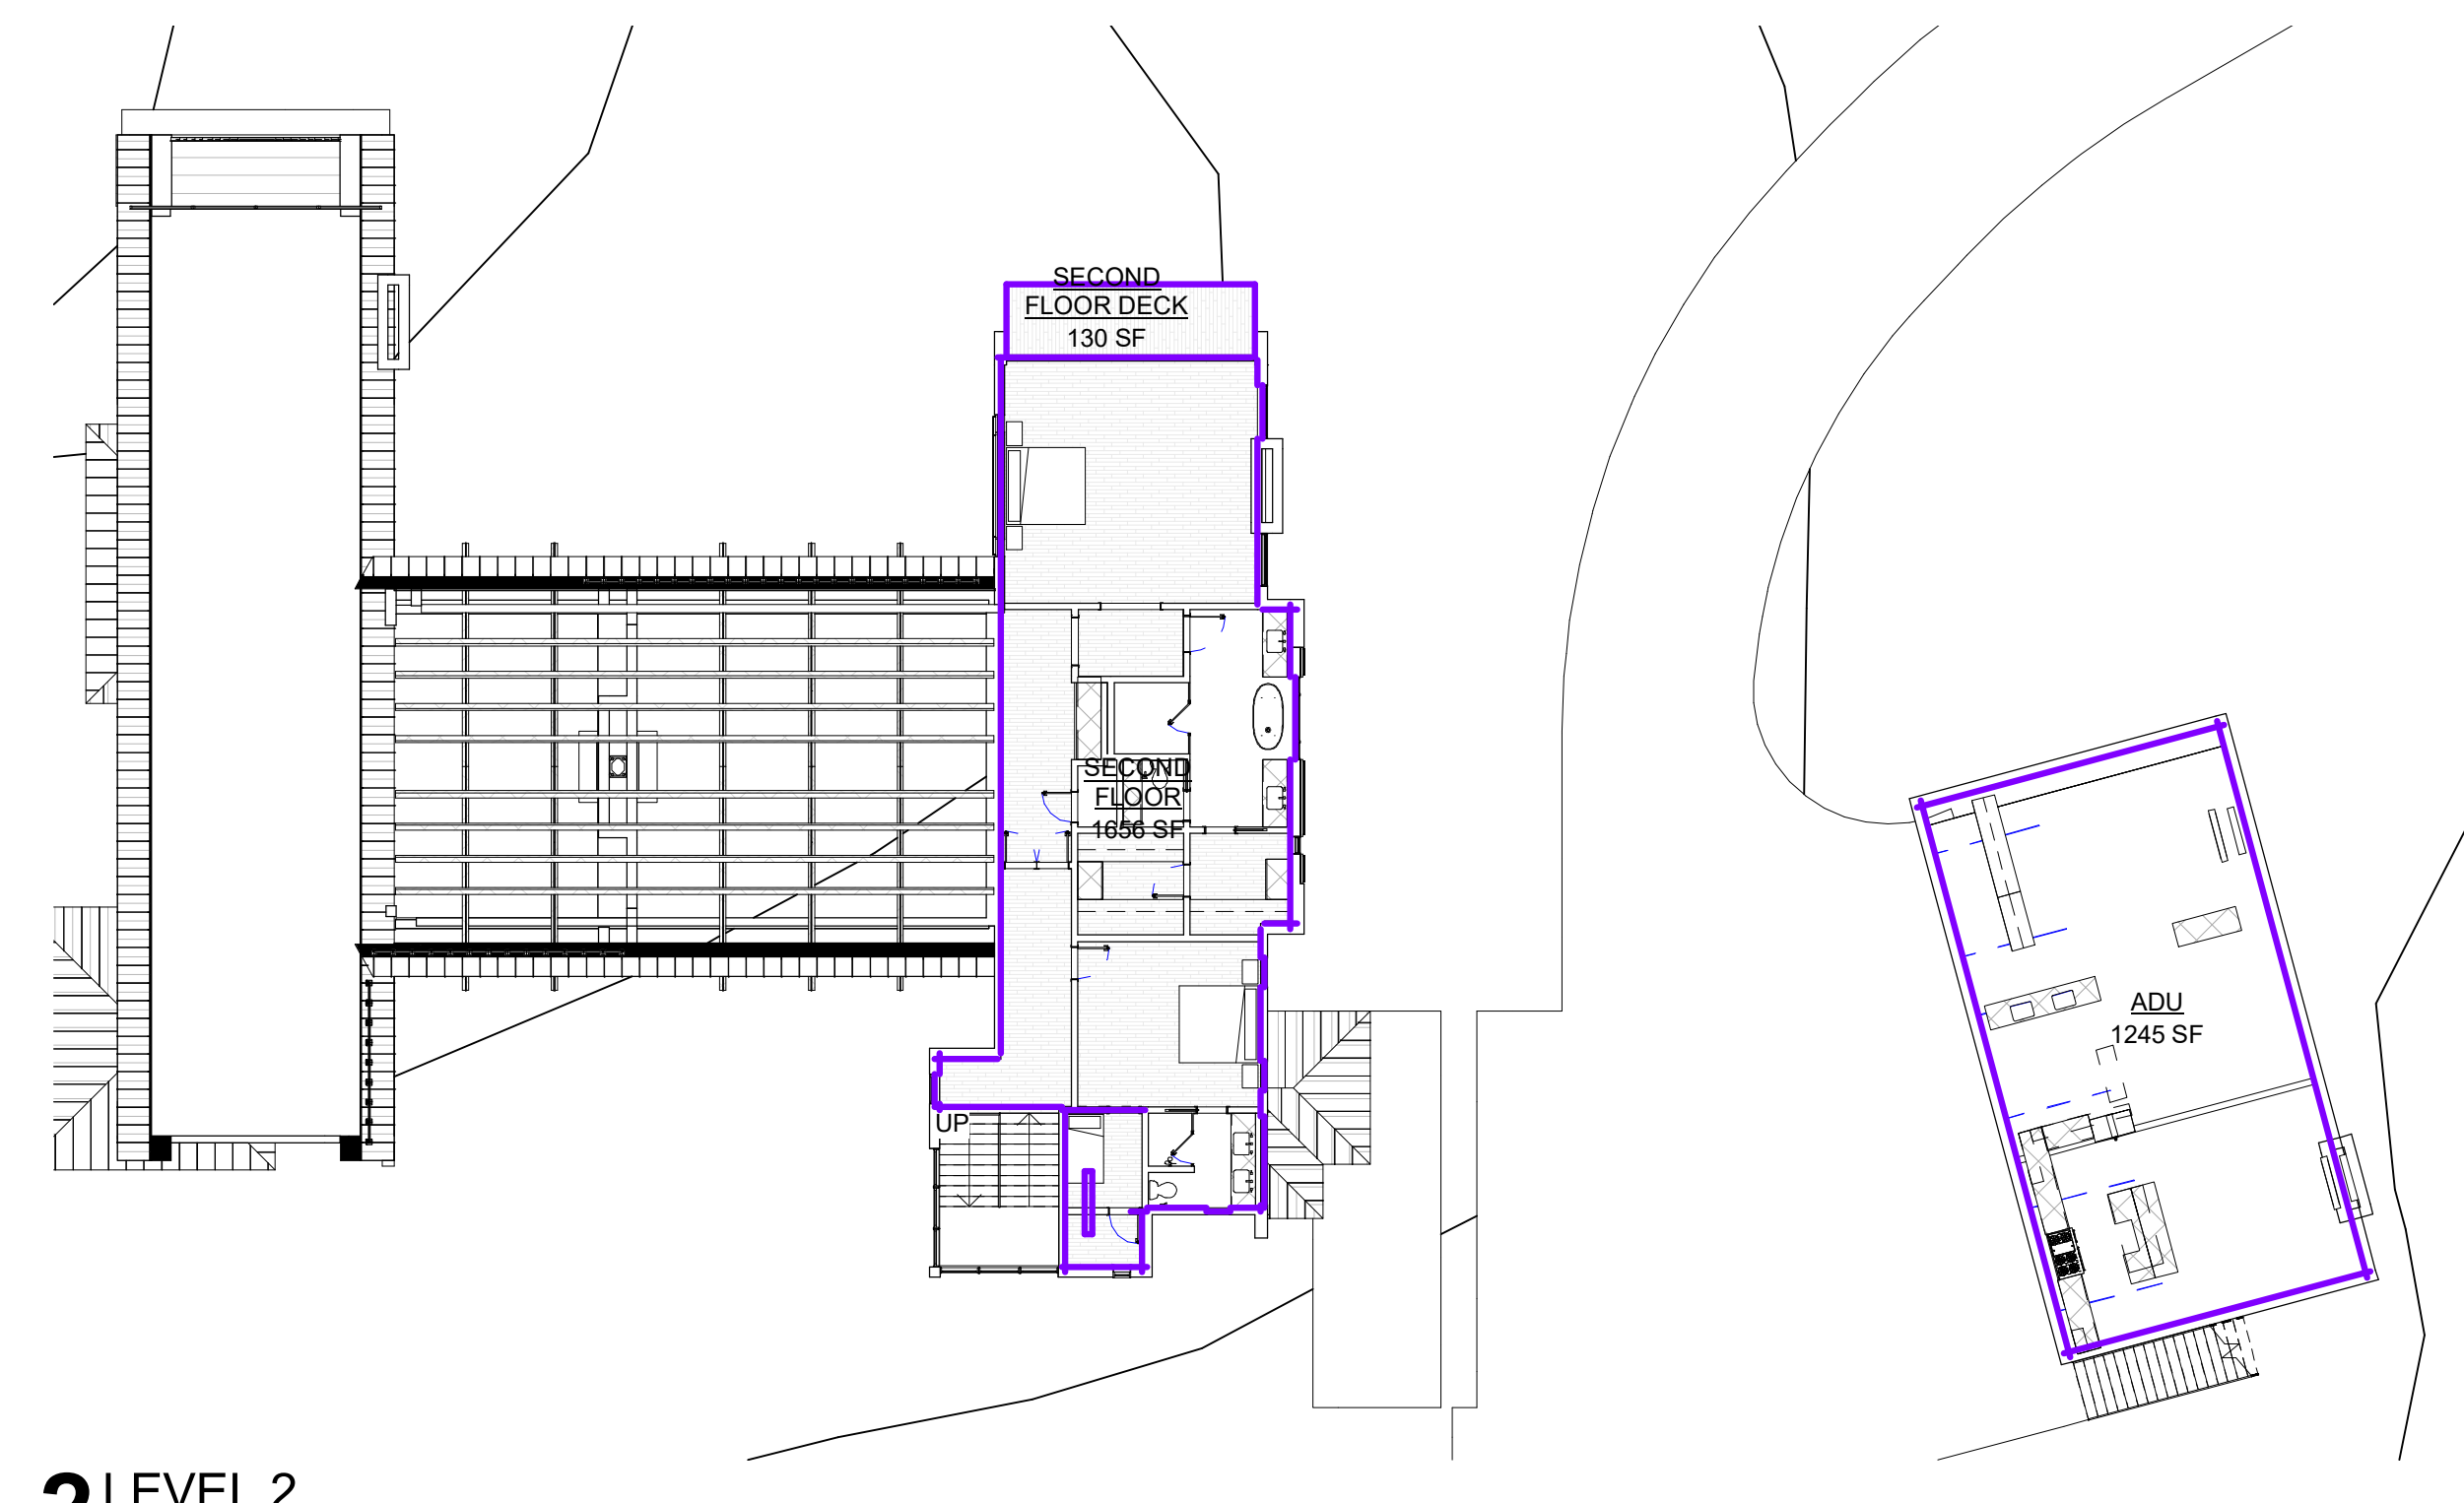 SECOND
FLOOR DECK
130 SF
SECOND
FLOOR
1656 SF
ADU
1245 SF
UP
2 LEVEL 2